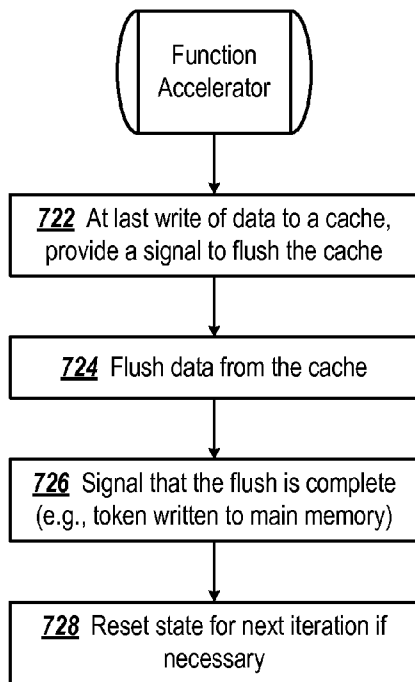 Function
Accelerator
722 At last write of data to a cache,
provide a signal to flush the cache
724 Flush data from the cache
726 Signal that the flush is complete
(e.g., token written to main memory)
728 Reset state for next iteration if
necessary